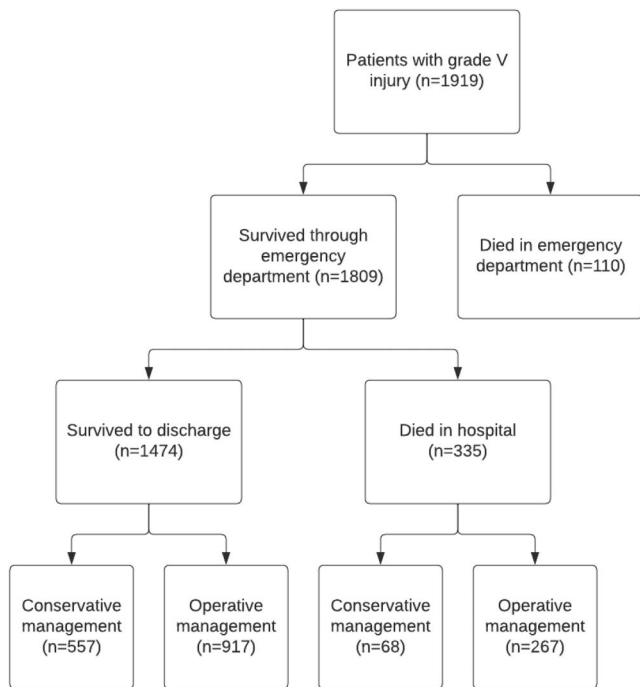 Patients with grade V
injury (n=1919)
Survived through
emergency
department (n=1809)
Died in emergency
department (n=110)
Survived to discharge
(n=1474)
Died in hospital
(n=335)
Conservative
management
(n=557)
Operative
management
(n=917)
Conservative
management
(n=68)
Operative
management
(n=267)